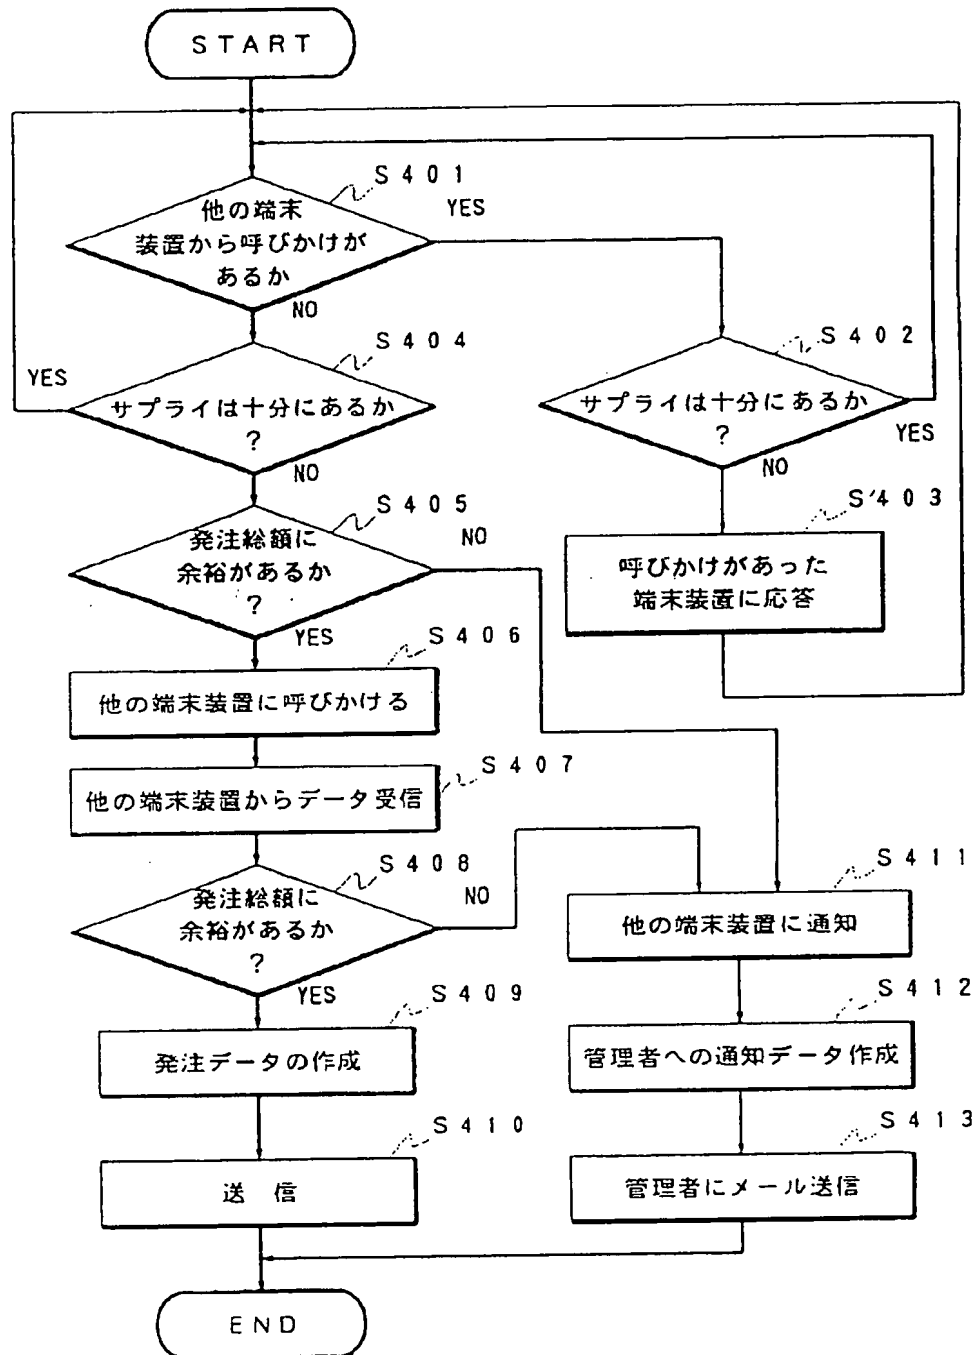 START
S401
他の端末
装置から呼びかけが
あるか
YES
NO
S404
サプライは十分にあるか
?
YES
NO
S402
サプライは十分にあるか
?
YES
NO
S403
呼びかけがあった
端末装置に応答
S405
発注総額に
余裕があるか
?
NO
YES
S406
他の端末装置に呼びかける
S407
他の端末装置からデータ受信
S408
発注総額に
余裕があるか
?
NO
YES
S409
発注データの作成
S410
送 信
S411
他の端末装置に通知
S412
管理者への通知データ作成
S413
管理者にメール送信
END